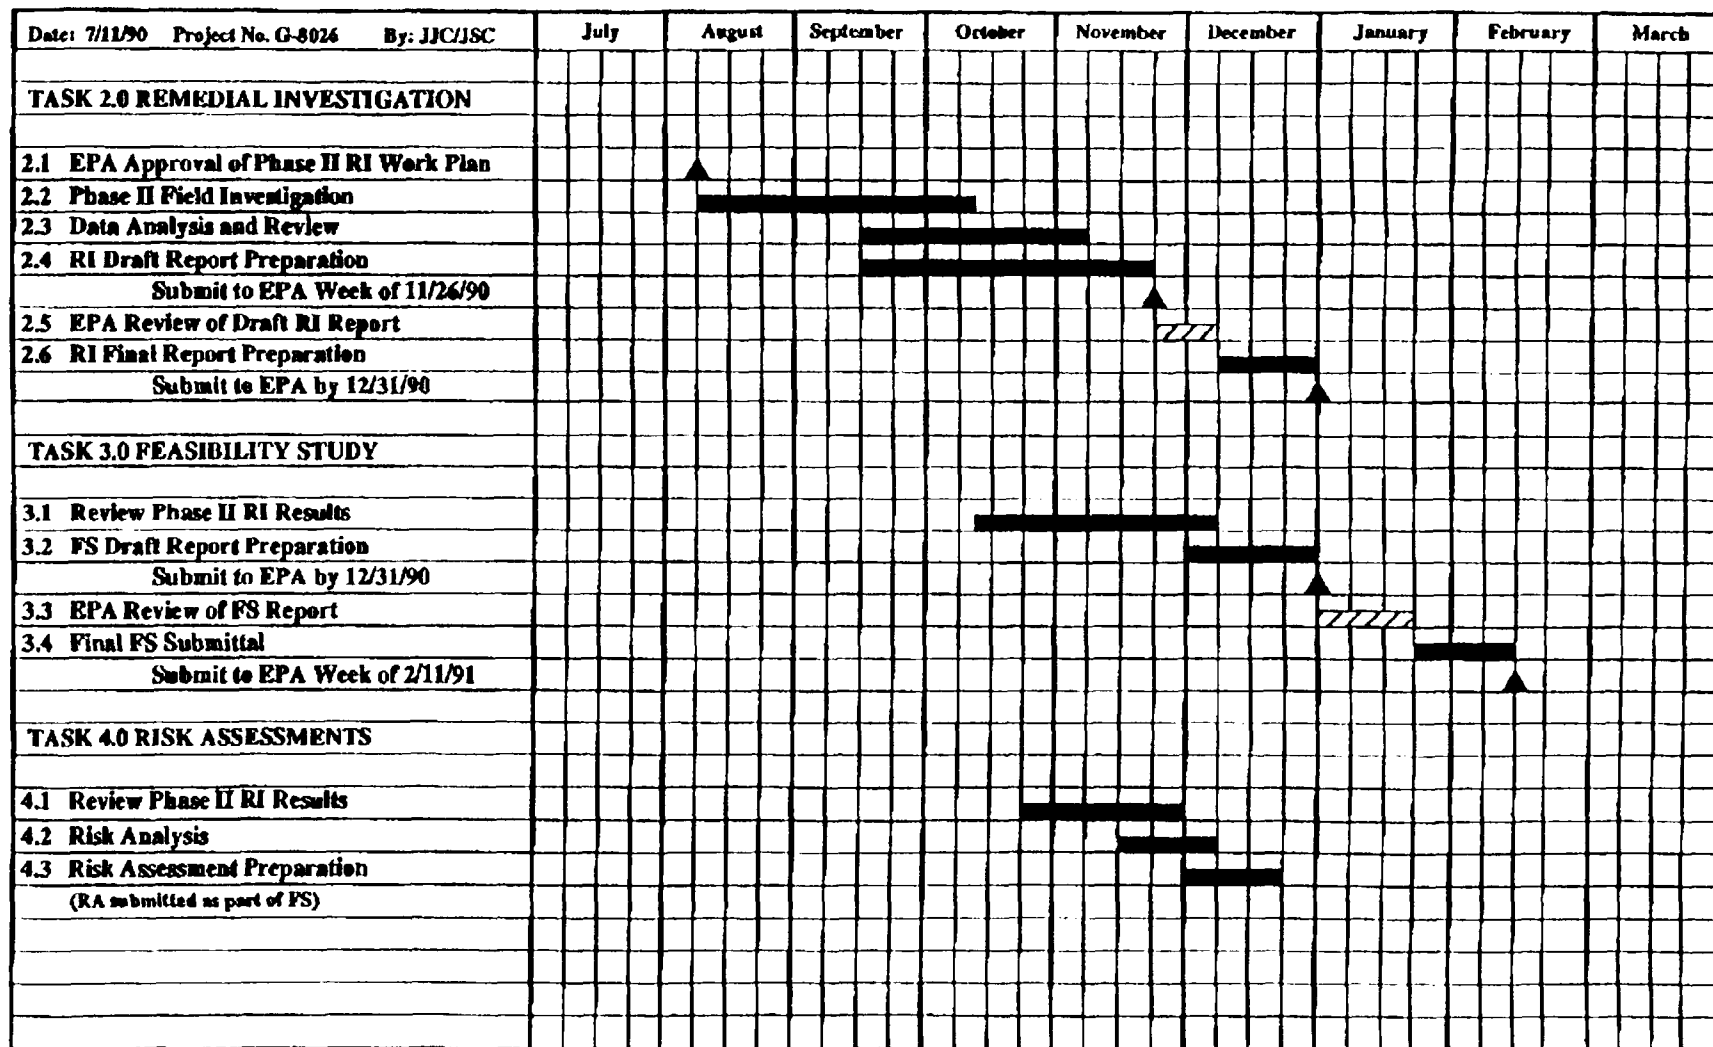 Date: 7/11/90 Project No. G-8026 By: JJC/JSC July August September October November December January February March
TASK 2.0 REMEDIAL INVESTIGATION
2.1 EPA Approval of Phase II RI Work Plan
2.2 Phase II Field Investigation
2.3 Data Analysis and Review
2.4 RI Draft Report Preparation
Submit to EPA Week of 11/26/90
2.5 EPA Review of Draft RI Report
2.6 RI Final Report Preparation
Submit to EPA by 12/31/90
TASK 3.0 FEASIBILITY STUDY
3.1 Review Phase II RI Results
3.2 FS Draft Report Preparation
Submit to EPA by 12/31/90
3.3 EPA Review of FS Report
3.4 Final FS Submittal
Submit to EPA Week of 2/11/91
TASK 4.0 RISK ASSESSMENTS
4.1 Review Phase II RI Results
4.2 Risk Analysis
4.3 Risk Assessment Preparation
(RA submitted as part of FS)